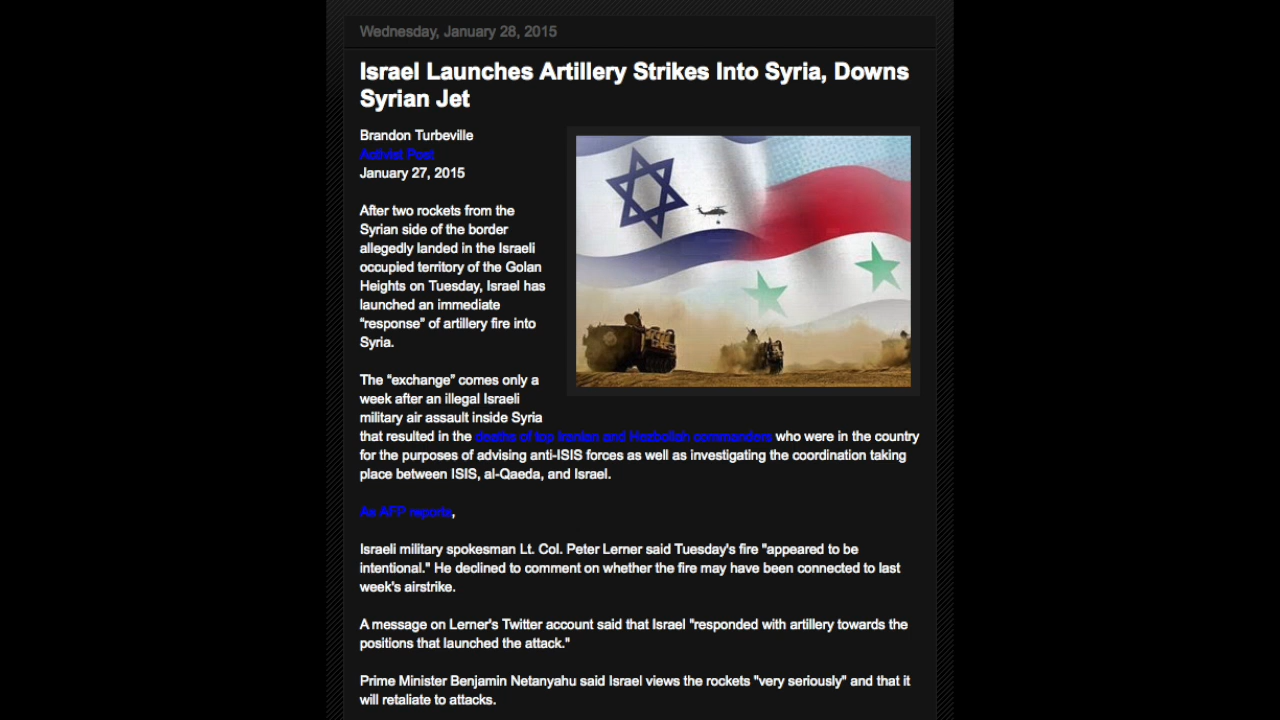 Wednesday, January 28, 2015
Israel Launches Artillery Strikes Into Syria, Downs
Syrian Jet
Brandon Turbeville
Activist Post
January 27, 2015
After two rockets from the
Syrian side of the border
allegedly landed in the Israeli
occupied territory of the Golan
Heights on Tuesday, Israel has
launched an immediate
“response” of artillery fire into
Syria.
The “exchange” comes only a
week after an illegal Israeli
military air assault inside Syria
that resulted in the deaths of top Iranian and Hezbollah commanders who were in the country
for the purposes of advising anti-ISIS forces as well as investigating the coordination taking
place between ISIS, al-Qaeda, and Israel.
As AFP reports,
Israeli military spokesman Lt. Col. Peter Lerner said Tuesday's fire "appeared to be
intentional." He declined to comment on whether the fire may have been connected to last
week's airstrike.
A message on Lerner's Twitter account said that Israel "responded with artillery towards the
positions that launched the attack."
Prime Minister Benjamin Netanyahu said Israel views the rockets "very seriously" and that it
will retaliate to attacks.